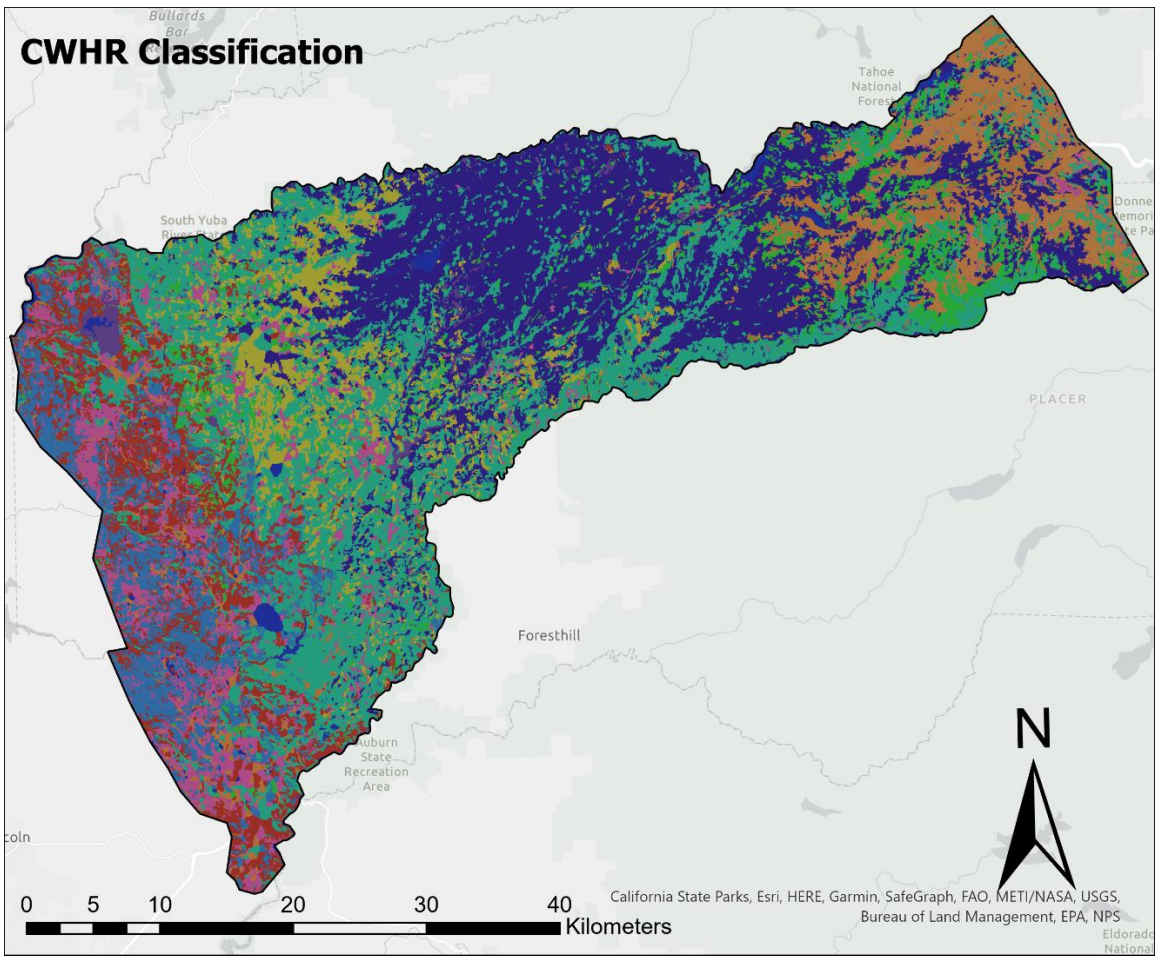 Bullards
Bar
CWHR Classification
Tahoe
National
Forest
South Yuba
River State
Donne
Memori
te Pa
PLACER
Foresthill
Auburn
State
Recreation
Area
coln
N
0 5 10 20 30 40
Kilometers
California State Parks, Esri, HERE, Garmin, SafeGraph, FAO, METI/NASA, USGS,
Bureau of Land Management, EPA, NPS
Eldorado
National